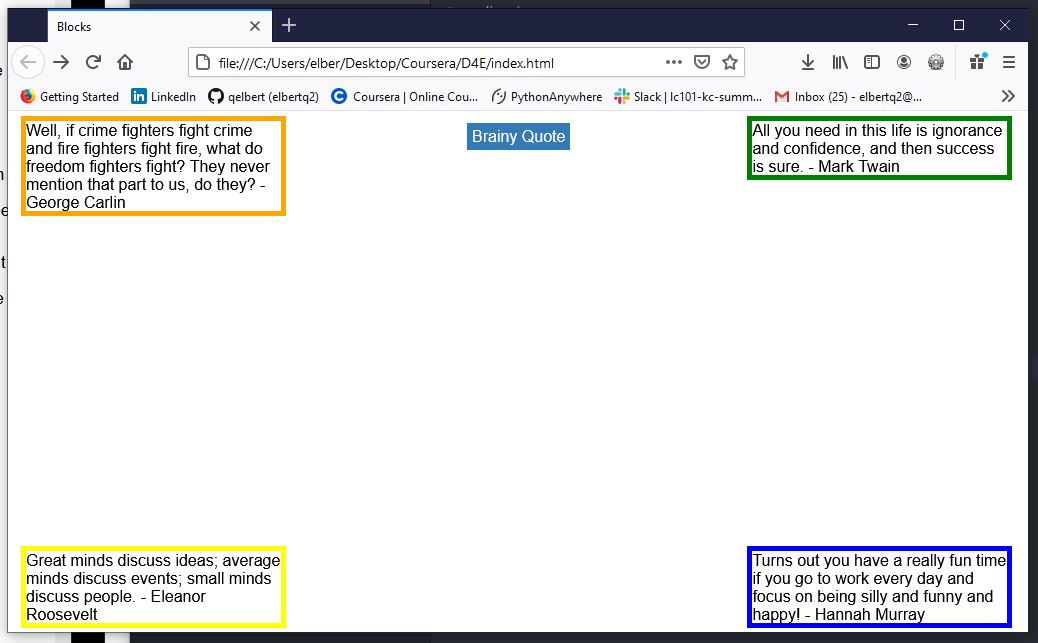 Blocks
file:///C:/Users/elber/Desktop/Coursera/D4E/index.html
Getting Started LinkedIn qelbert (elbertq2) Coursera | Online Cou... PythonAnywhere Slack | lc101-kc-summ... Inbox (25) - elbertq2@...
Well, if crime fighters fight crime
and fire fighters fight fire, what do
freedom fighters fight? They never
mention that part to us, do they? -
George Carlin
Brainy Quote
All you need in this life is ignorance
and confidence, and then success
is sure. - Mark Twain
Great minds discuss ideas; average
minds discuss events; small minds
discuss people. - Eleanor
Roosevelt
Turns out you have a really fun time
if you go to work every day and
focus on being silly and funny and
happy! - Hannah Murray